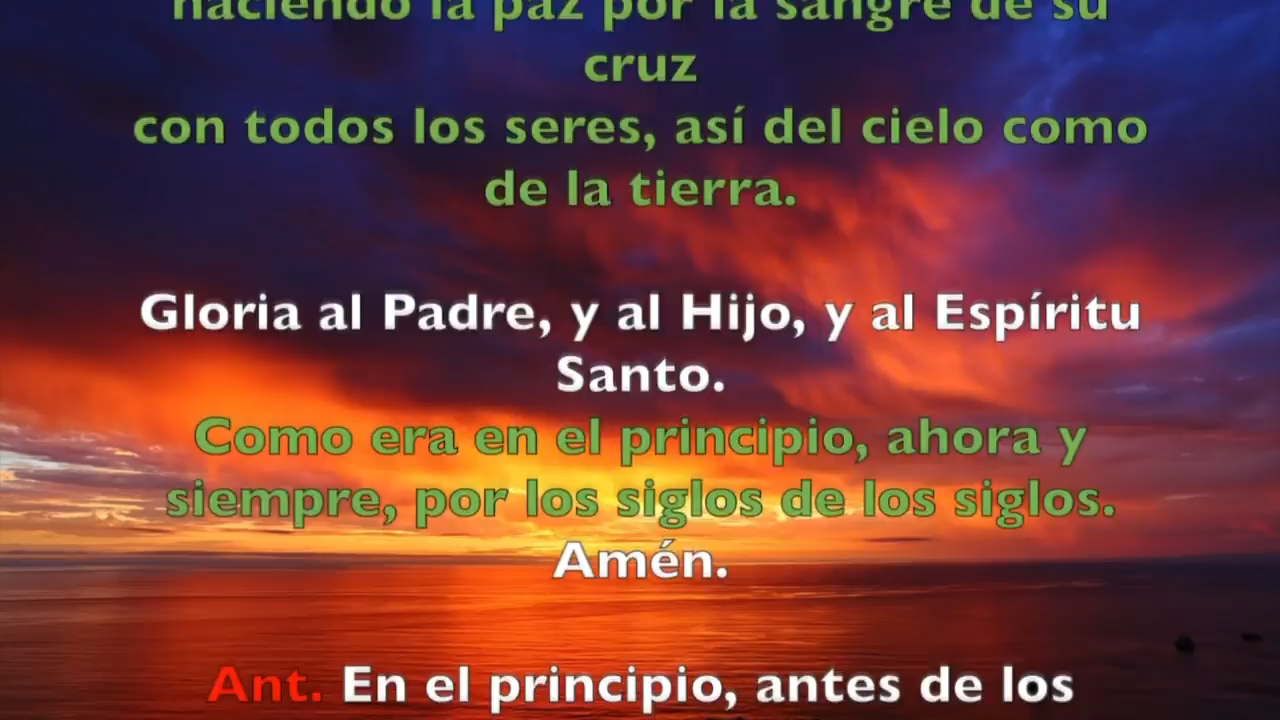 haciendo la paz por la sangre de su
cruz
con todos los seres, así del cielo como
de la tierra.
Gloria al Padre, y al Hijo, y al Espíritu
Santo.
Como era en el principio, ahora y
siempre, por los siglos de los siglos.
Amén.
Ant. En el principio, antes de los